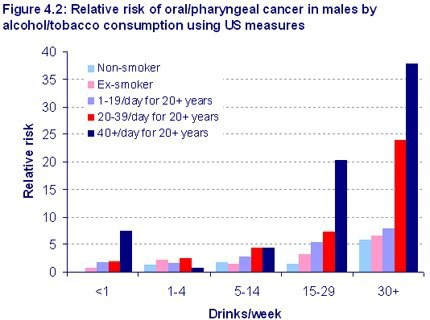 Figure 4.2: Relative risk of oral/pharyngeal cancer in males by
alcohol/tobacco consumption using US measures
Non-smoker
Ex-smoker
1-19/day for 20+ years
20-39/day for 20+ years
40+/day for 20+ years
Relative risk
40
35
30
25
20
15
10
5
0
<1
1-4
5-14
15-29
30+
Drinks/week